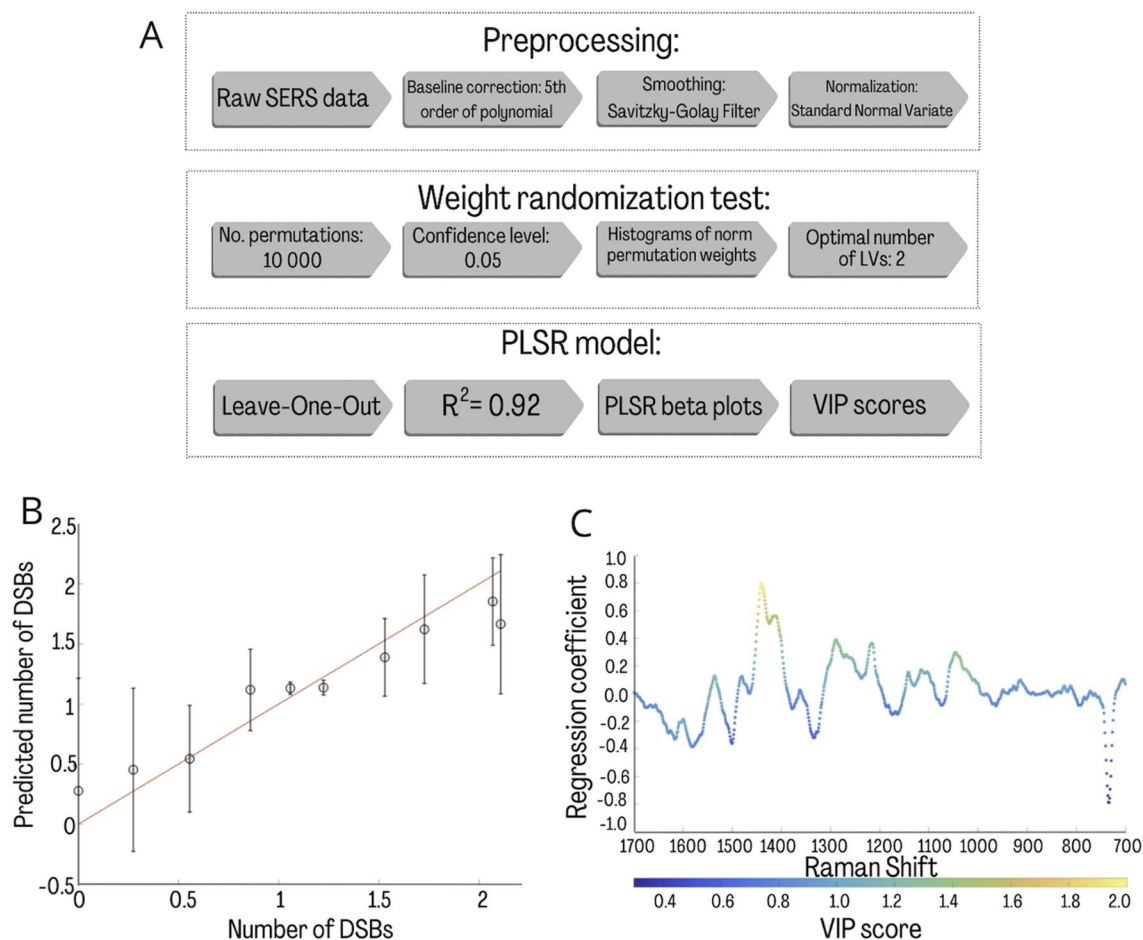 A
Preprocessing:
Raw SERS data
Baseline correction: 5th
order of polynomial
Smoothing:
Savitzky-Golay Filter
Normalization:
Standard Normal Variate
Weight randomization test:
No. permutations:
10 000
Confidence level:
0.05
Histograms of norm
permutation weights
Optimal number
of LVs: 2
PLSR model:
Leave-One-Out
R²= 0.92
PLSR beta plots
VIP scores
B
Predicted number of DSBs
2.5
2
1.5
1
0.5
0
-0.5
0 0.5 1 1.5 2
Number of DSBs
C
Regression coefficient
1.0
0.8
0.6
0.4
0.2
0.0
-0.2
-0.4
-0.6
-0.8
-1.0
1700 1600 1500 1400 1300 1200 1100 1000 900 800 700
Raman Shift
0.4 0.6 0.8 1.0 1.2 1.4 1.6 1.8 2.0
VIP score